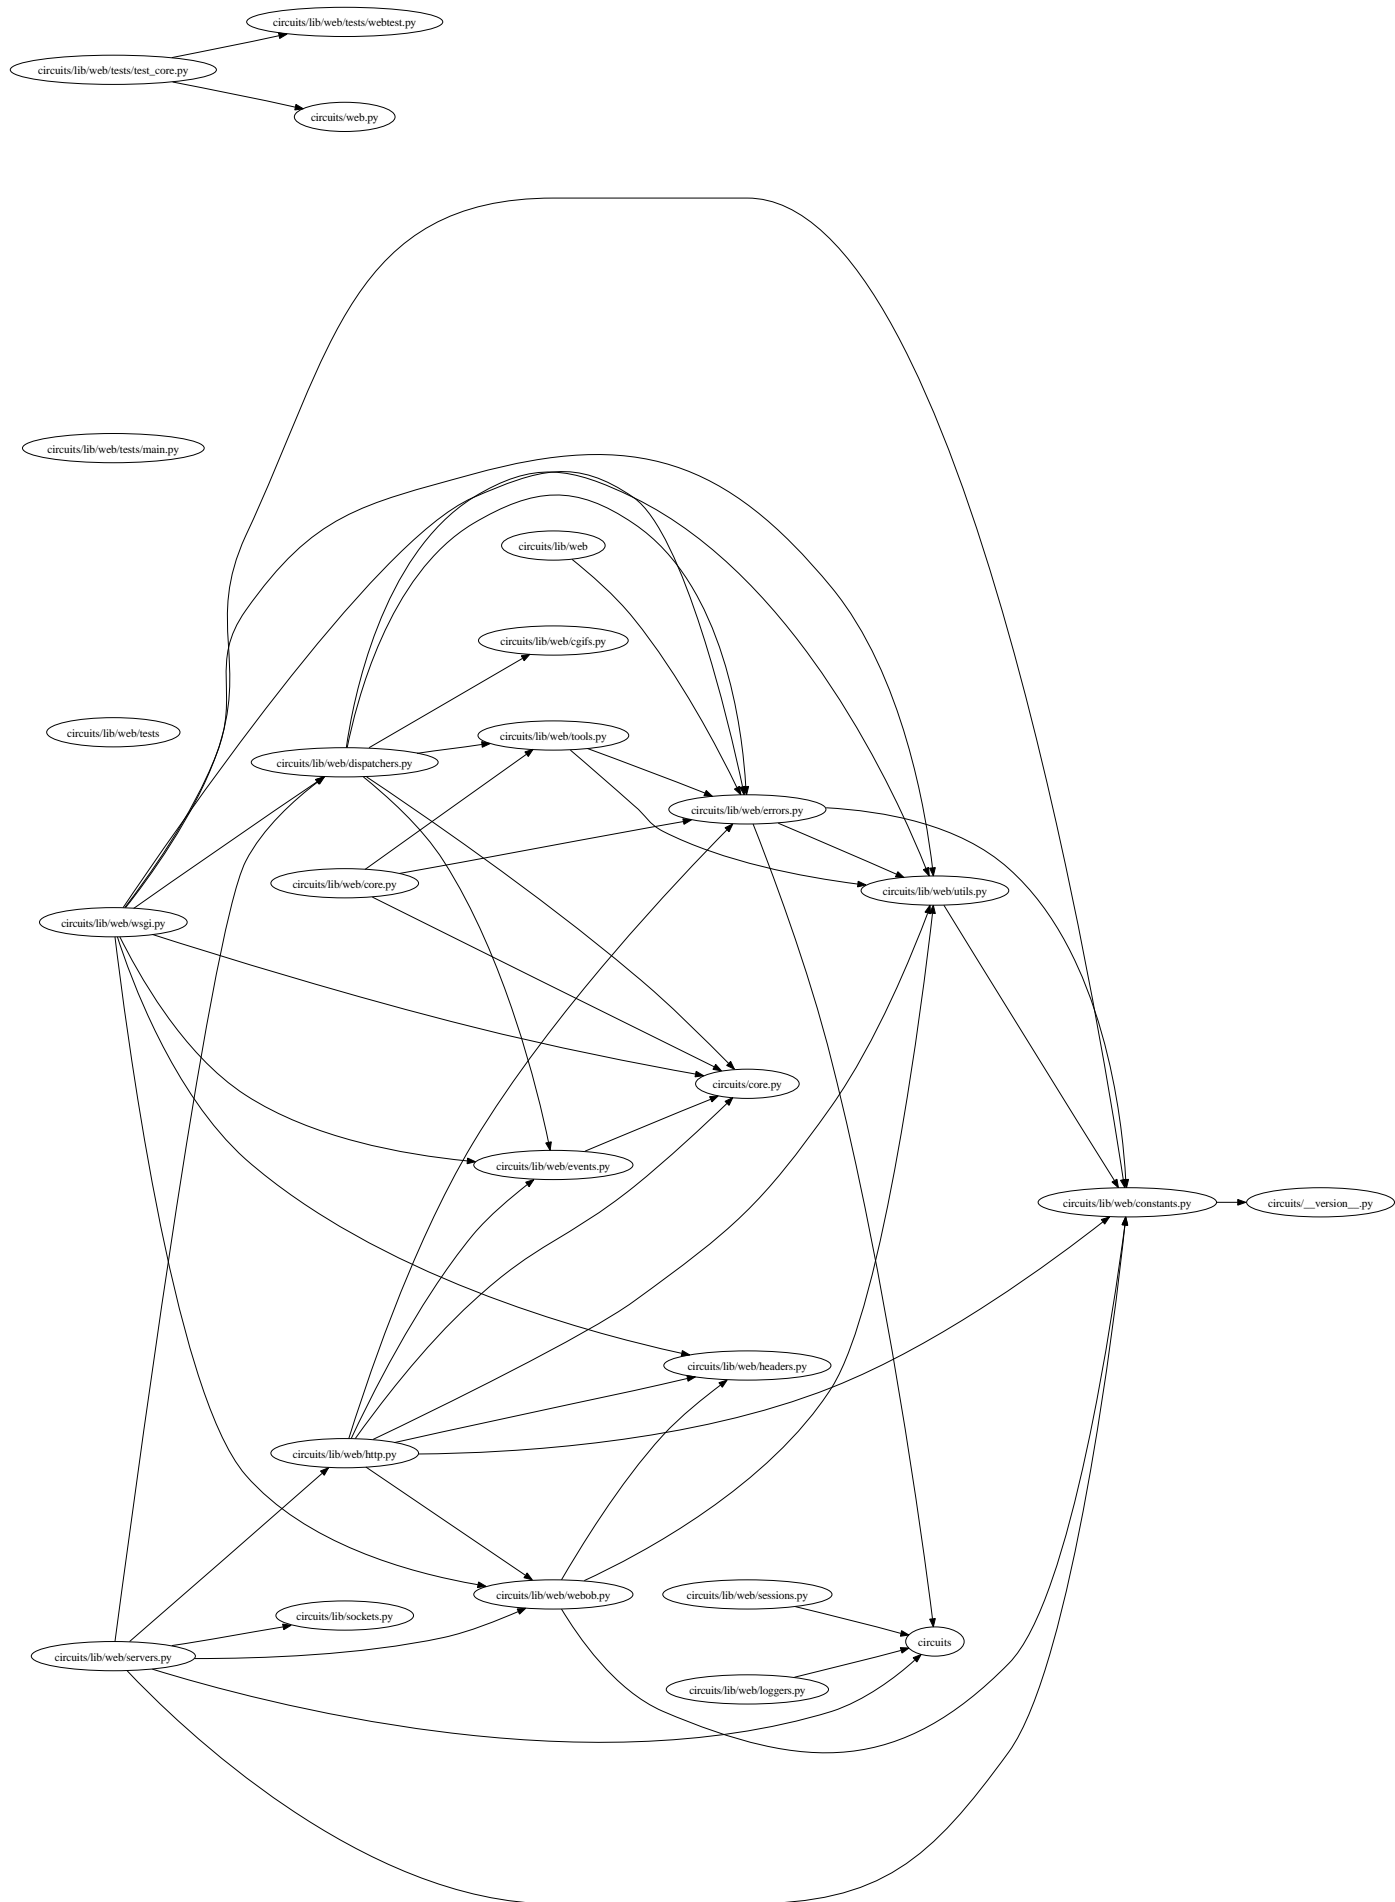 circuits/lib/web/tests/webtest.py
circuits/lib/web/tests/test_core.py
circuits/web.py
circuits/lib/web/tests/main.py
circuits/lib/web
circuits/lib/web/cgifs.py
circuits/lib/web/tests
circuits/lib/web/tools.py
circuits/lib/web/dispatchers.py
circuits/lib/web/errors.py
circuits/lib/web/core.py
circuits/lib/web/utils.py
circuits/lib/web/wsgi.py
circuits/core.py
circuits/lib/web/events.py
circuits/lib/web/constants.py
circuits/__version__.py
circuits/lib/web/headers.py
circuits/lib/web/http.py
circuits/lib/web/webob.py
circuits/lib/web/sessions.py
circuits/lib/sockets.py
circuits
circuits/lib/web/servers.py
circuits/lib/web/loggers.py